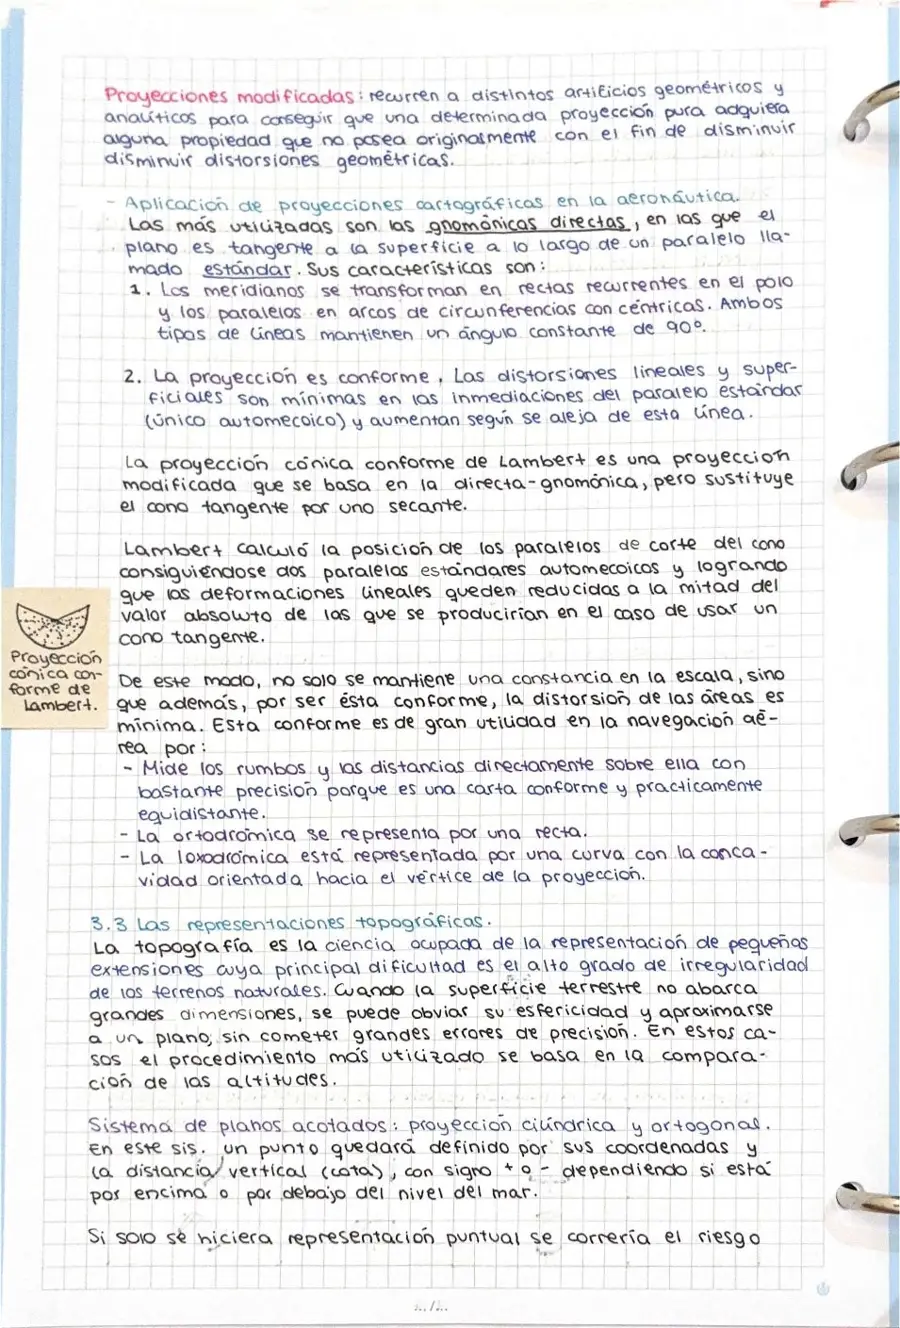 Proyecciones modificadas: recurren a distintos artificios geométricos y
analíticos para conseguir que una determinada proyección pura adquiera
alguna propiedad que no posea originalmente con el fin de disminuir
disminuir distorsiones geométricas.
- Aplicación de proyecciones cartográficas en la aeronáutica.
Las más utilizadas son las gnomónicas directas, en las que el
plano es tangente a la superficie a lo largo de un paralelo lla-
mado estándar. Sus características son:
1. Los meridianos se transforman en rectas recurrentes en el polo
y los paralelos en arcos de circunferencias concéntricas. Ambos
tipos de líneas mantienen un ángulo constante de 90º.
2. La proyección es conforme. Las distorsiones lineales y super-
ficiales son mínimas en las inmediaciones del paralelo estándar
(único automecoico) y aumentan según se aleja de esta línea.
La proyección cónica conforme de Lambert es una proyección
modificada que se basa en la directa-gnomónica, pero sustituye
el cono tangente por uno secante.
Lambert calculó la posición de los paralelos de corte del cono
consiguiéndose dos paralelos estándares automecoicos y logrando
que las deformaciones lineales queden reducidas a la mitad del
valor absoluto de las que se producirían en el caso de usar un
cono tangente.
Proyección
cónica con-
forme de
Lambert.
De este modo, no solo se mantiene una constancia en la escala, sino
que además, por ser ésta conforme, la distorsión de las áreas es
mínima. Esta conforme es de gran utilidad en la navegación aé-
rea por:
- Mide los rumbos y las distancias directamente sobre ella con
bastante precisión porque es una carta conforme y practicamente
equidistante.
- La ortodrómica se representa por una recta.
- La loxodrómica está representada por una curva con la conca-
vidad orientada hacia el vértice de la proyección.
3.3 Las representaciones topográficas.
La topografía es la ciencia ocupada de la representación de pequeñas
extensiones cuya principal dificultad es el alto grado de irregularidad
de los terrenos naturales. Cuando la superficie terrestre no abarca
grandes dimensiones, se puede obviar su esfericidad y aproximarse
a un plano, sin cometer grandes errores de precisión. En estos ca-
sos el procedimiento más utilizado se basa en la compara-
ción de las altitudes.
Sistema de planos acotados: proyección cilíndrica y ortogonal.
En este sis. un punto quedará definido por sus coordenadas y
la distancia vertical (cota), con signo + o - dependiendo si está
por encima o por debajo del nivel del mar.
Si solo se hiciera representación puntual se correría el riesgo